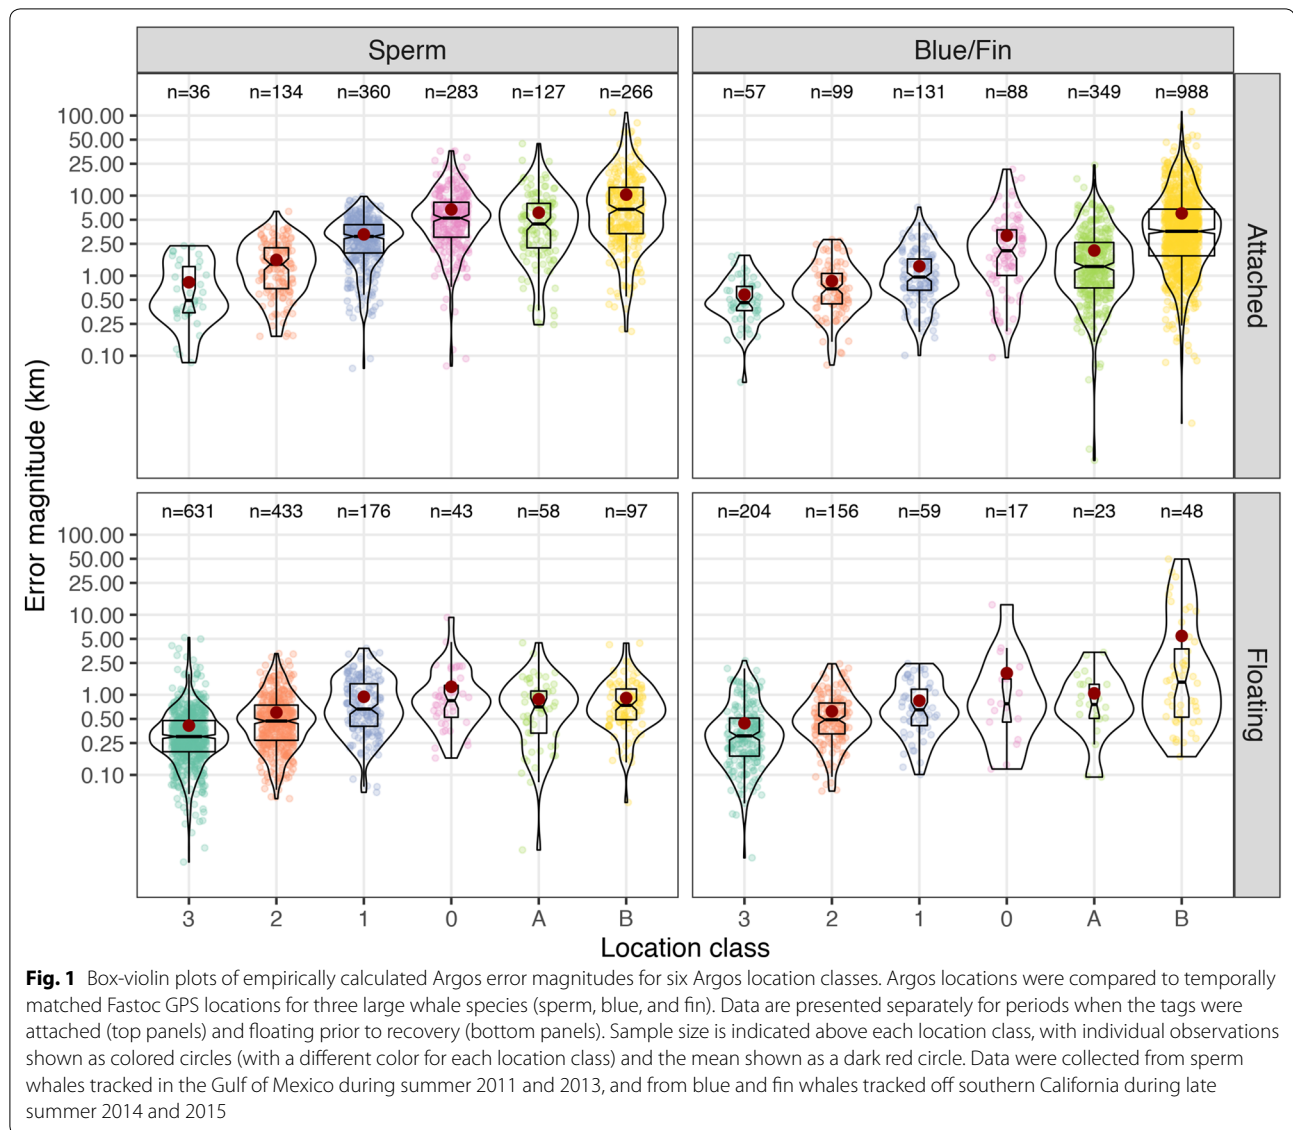 Sperm
Blue/Fin
n=36 n=134 n=360 n=283 n=127 n=266
n=57 n=99 n=131 n=88 n=349 n=988
100.00
50.00
25.00
10.00
5.00
2.50
1.00
0.50
0.25
0.10
Attached
Error magnitude (km)
n=631 n=433 n=176 n=43 n=58 n=97
n=204 n=156 n=59 n=17 n=23 n=48
100.00
50.00
25.00
10.00
5.00
2.50
1.00
0.50
0.25
0.10
Floating
3 2 1 0 A B
3 2 1 0 A B
Location class
Fig. 1 Box-violin plots of empirically calculated Argos error magnitudes for six Argos location classes. Argos locations were compared to temporally
matched Fastoc GPS locations for three large whale species (sperm, blue, and fin). Data are presented separately for periods when the tags were
attached (top panels) and floating prior to recovery (bottom panels). Sample size is indicated above each location class, with individual observations
shown as colored circles (with a different color for each location class) and the mean shown as a dark red circle. Data were collected from sperm
whales tracked in the Gulf of Mexico during summer 2011 and 2013, and from blue and fin whales tracked off southern California during late
summer 2014 and 2015